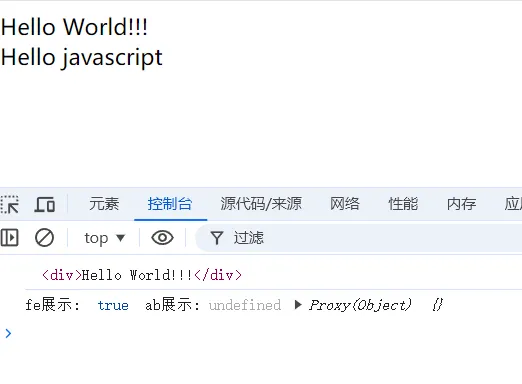 Hello World!!!
Hello javascript
元素 控制台 源代码/来源 网络 性能 内存
top ▼ 过滤
<div>Hello World!!!</div>
fe展示: true ab展示: undefined ▶ Proxy(Object) {}
>